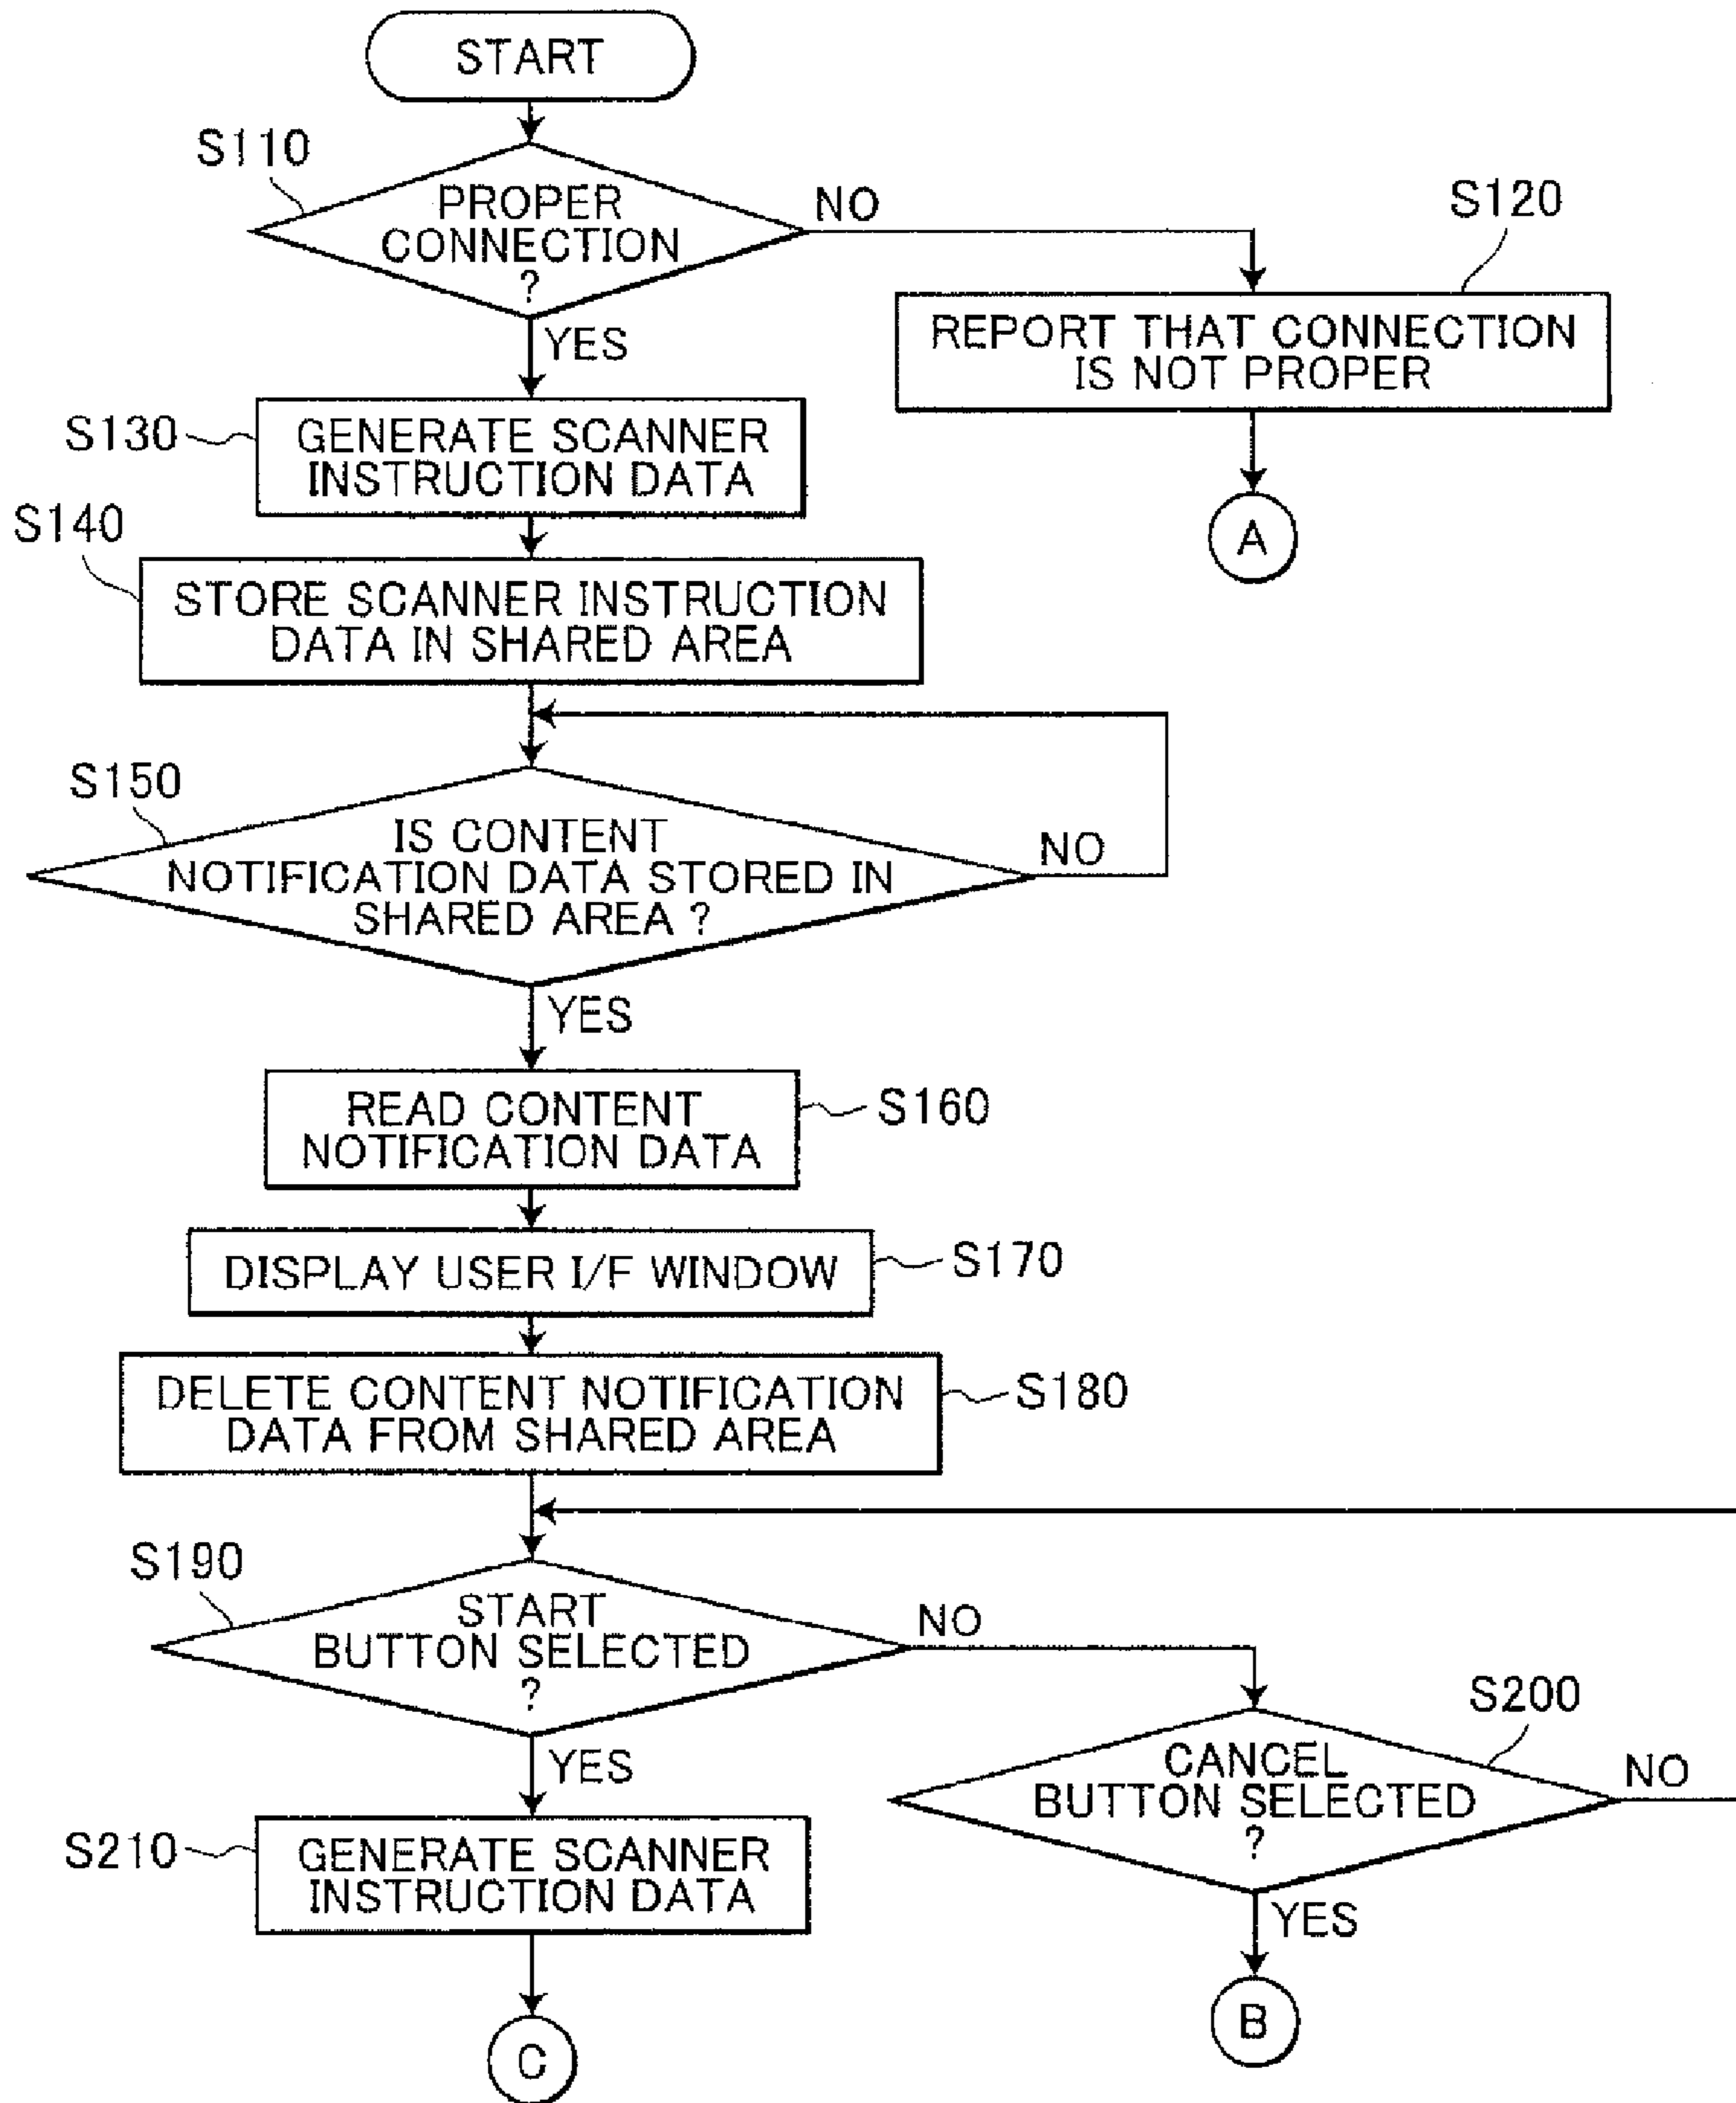 START
S110
PROPER
CONNECTION
?
NO
YES
S120
REPORT THAT CONNECTION
IS NOT PROPER
A
S130
GENERATE SCANNER
INSTRUCTION DATA
S140
STORE SCANNER INSTRUCTION
DATA IN SHARED AREA
S150
IS CONTENT
NOTIFICATION DATA STORED IN
SHARED AREA ?
NO
YES
READ CONTENT
NOTIFICATION DATA
S160
DISPLAY USER I/F WINDOW
S170
DELETE CONTENT NOTIFICATION
DATA FROM SHARED AREA
S180
S190
START
BUTTON SELECTED
?
NO
YES
S200
CANCEL
BUTTON SELECTED
?
NO
YES
B
S210
GENERATE SCANNER
INSTRUCTION DATA
C